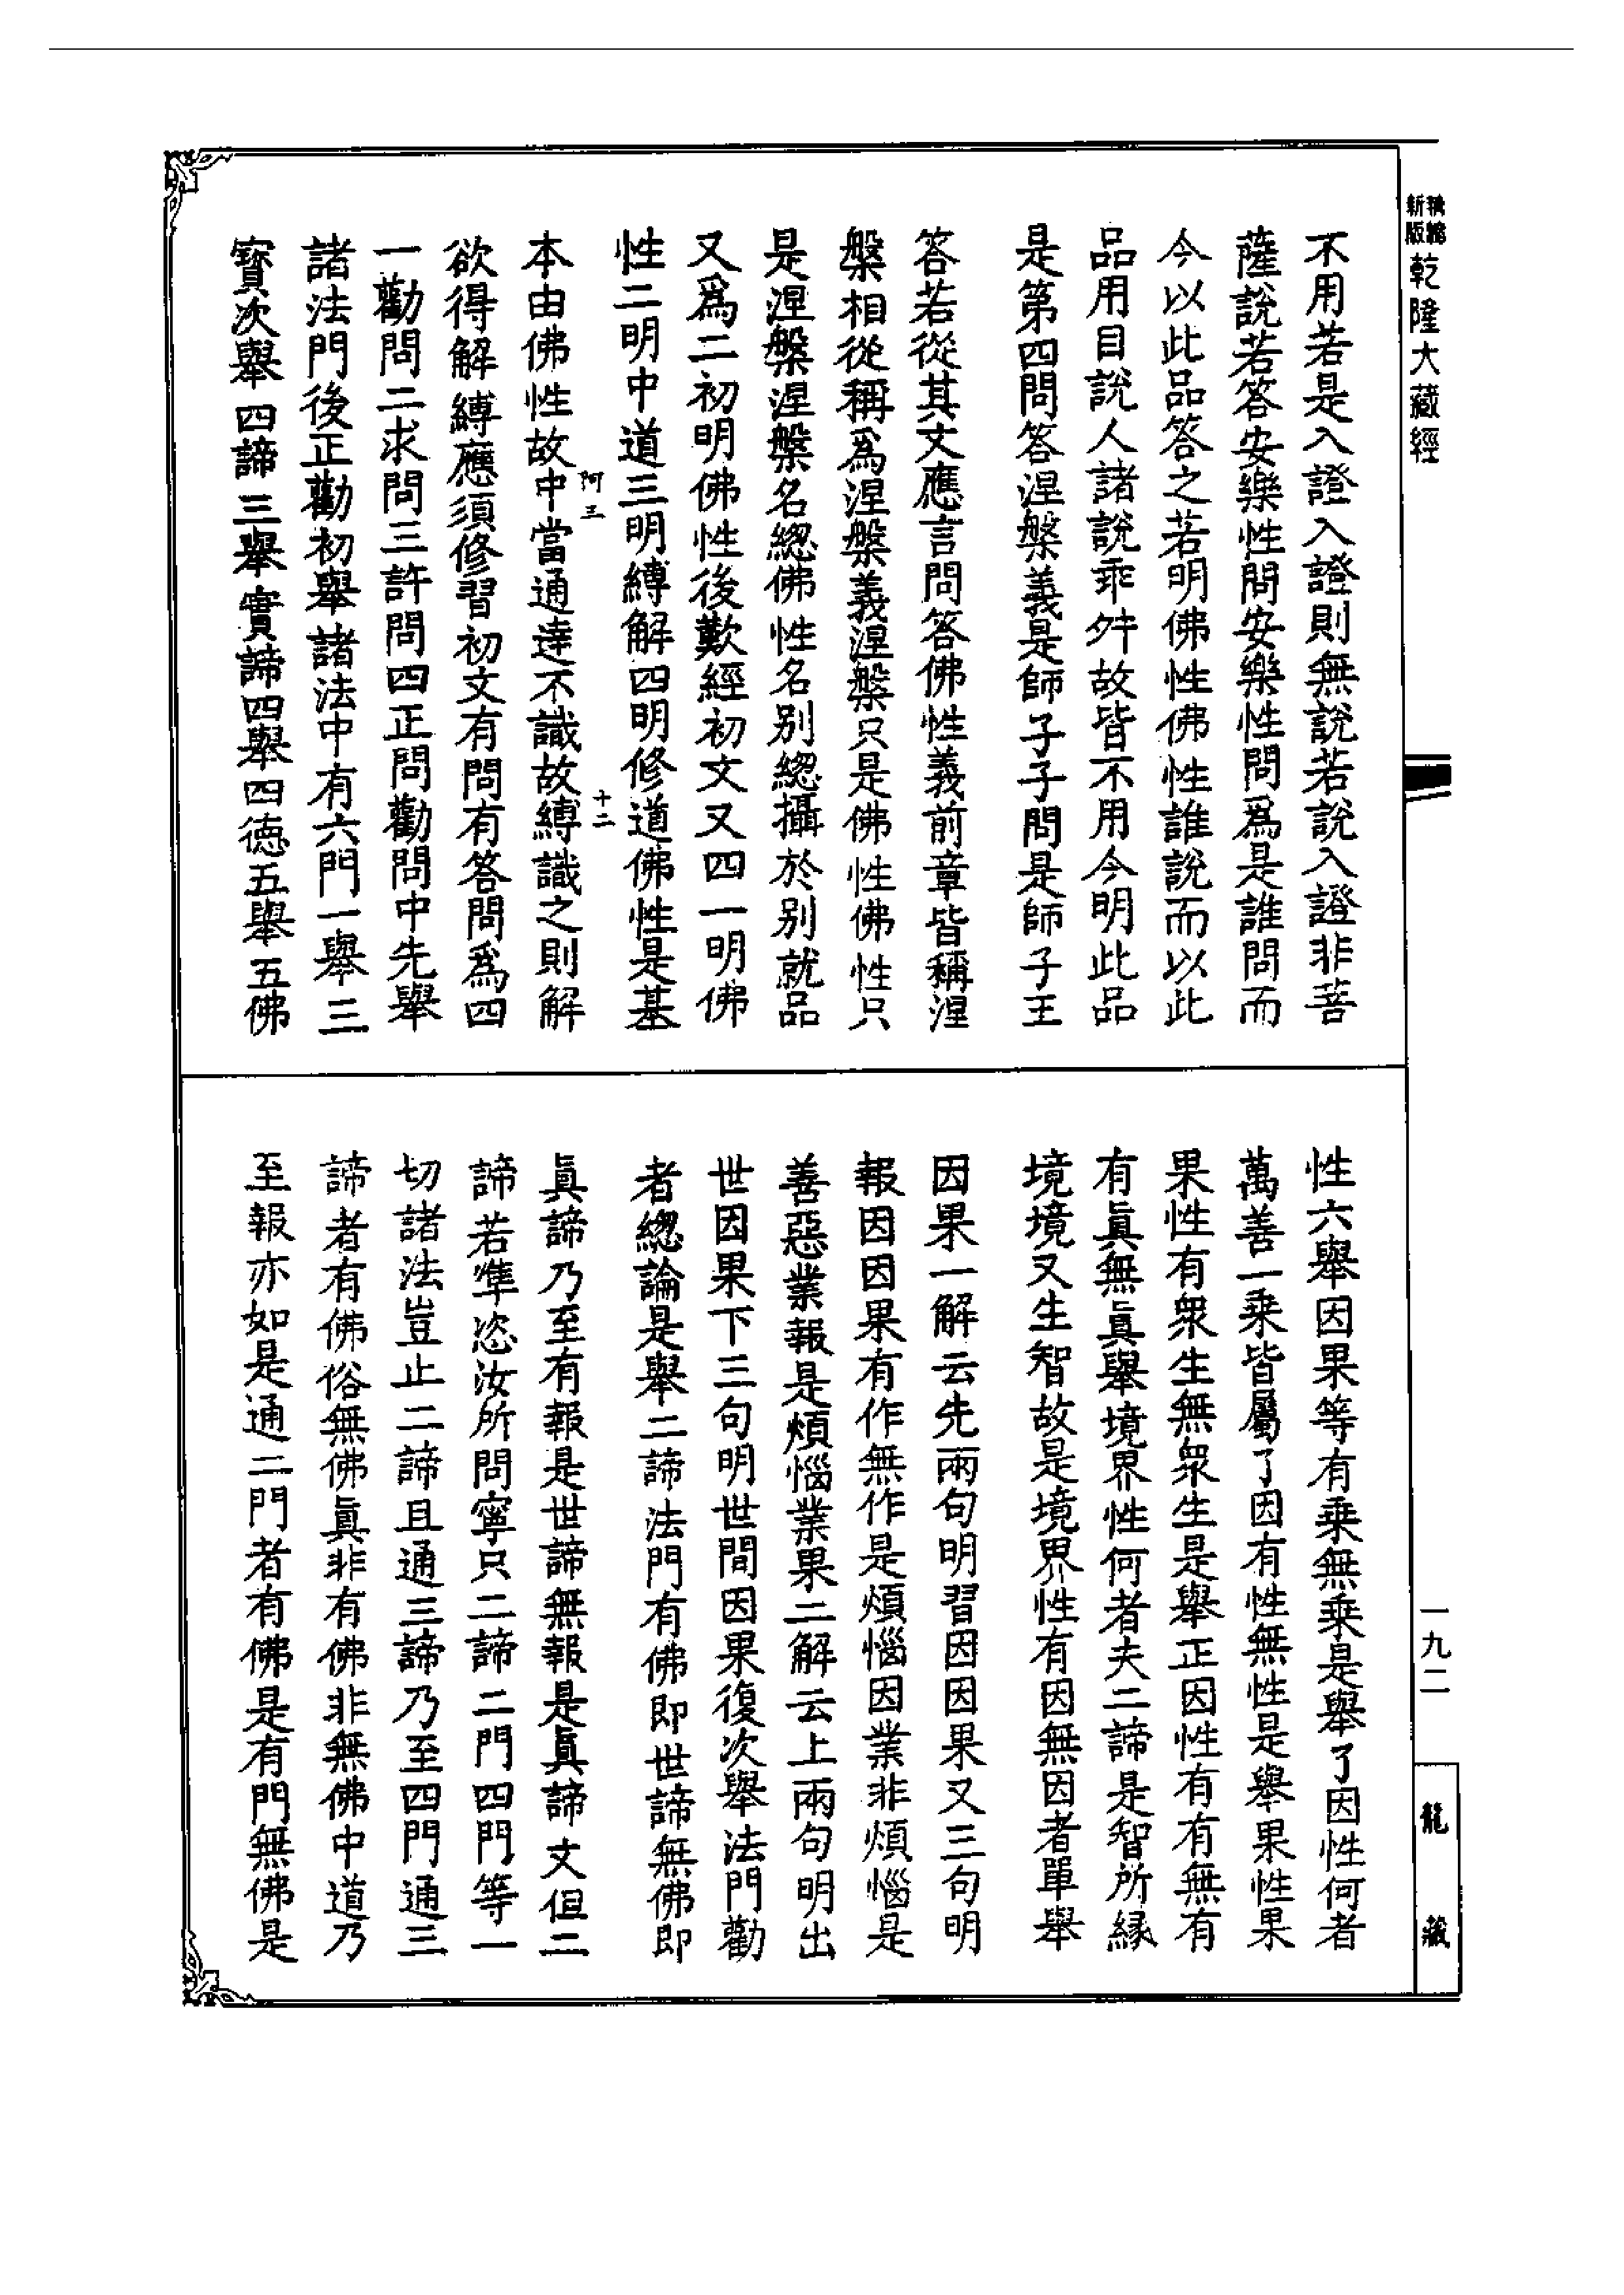 新版
精縮
乾隆大藏經
不用若是入證入證則無說若說入證非菩
薩說若答安樂性問安樂性問爲是誰問而
今以此品答之若明佛性佛性誰說而以此
品用目說人諸說乖舛故皆不用今明此品
是第四問答涅槃義是師子子問是師子王
答若從其文應言問答佛性義前章皆稱涅
槃相從稱爲涅槃義涅槃只是佛性佛性只
是涅槃涅槃名總佛性名別總攝於別就品
又爲二初明佛性後歎經初文又四一明佛
性二明中道三明縛解四明修道佛性是基
阿三
十二
本由佛性故中當通達不識故縛識之則解
欲得解縛應須修習初文有問有答問爲四
一勸問二求問三許問四正問勸問中先舉
諸法門後正勸初舉諸法中有六門一舉三
寳次舉四諦三舉實諦四舉四德五舉五佛
性六舉因果等有乘無乘是舉了因性何者
萬善一乘皆屬了因有性無性是舉果性果
果性有衆生無衆生是舉正因性有有無有
有眞無眞舉境界性何者夫二諦是智所緣
境境又生智故是境界性有因無因者單舉
因果一解云先兩句明習因因果又三句明
報因因果有作無作是煩惱因業非煩惱是
善惡業報是煩惱業果二解云上兩句明出
世因果下三句明世間因果復次舉法門勸
者總論是舉二諦法門有佛即世諦無佛即
眞諦乃至有報是世諦無報是眞諦文但二
諦若準恣汝所問寧只二諦二門四門等一
切諸法豈止二諦且通三諦乃至四門通三
諦者有佛俗無佛眞非有佛非無佛中道乃
至報亦如是通二門者有佛是有門無佛是
一九二
龍藏